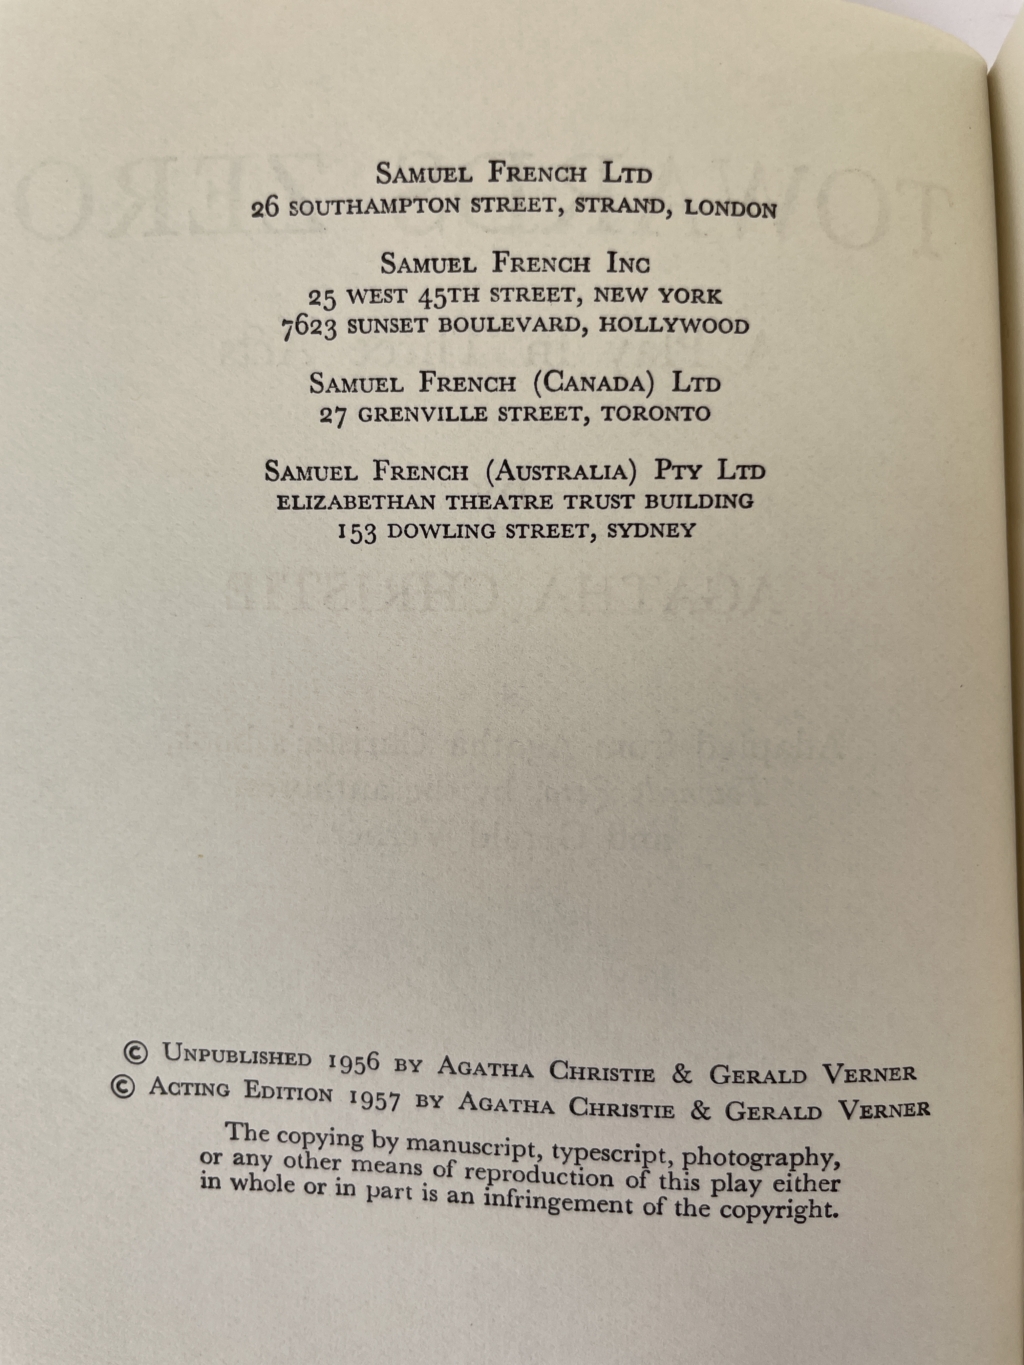 Samuel French Ltd
26 SOUTHAMPTON STREET, STRAND, LONDON
Samuel French Inc
25 WEST 45TH STREET, NEW YORK
7623 SUNSET BOULEVARD, HOLLYWOOD
Samuel French (Canada) Ltd
27 GRENVILLE STREET, TORONTO
Samuel French (Australia) Pty Ltd
ELIZABETHAN THEATRE TRUST BUILDING
153 DOWLING STREET, SYDNEY
© Unpublished 1956 by Agatha Christie & Gerald Verner
© Acting Edition 1957 by Agatha Christie & Gerald Verner
The copying by manuscript, typescript, photography,
or any other means of reproduction of this play either
in whole or in part is an infringement of the copyright.